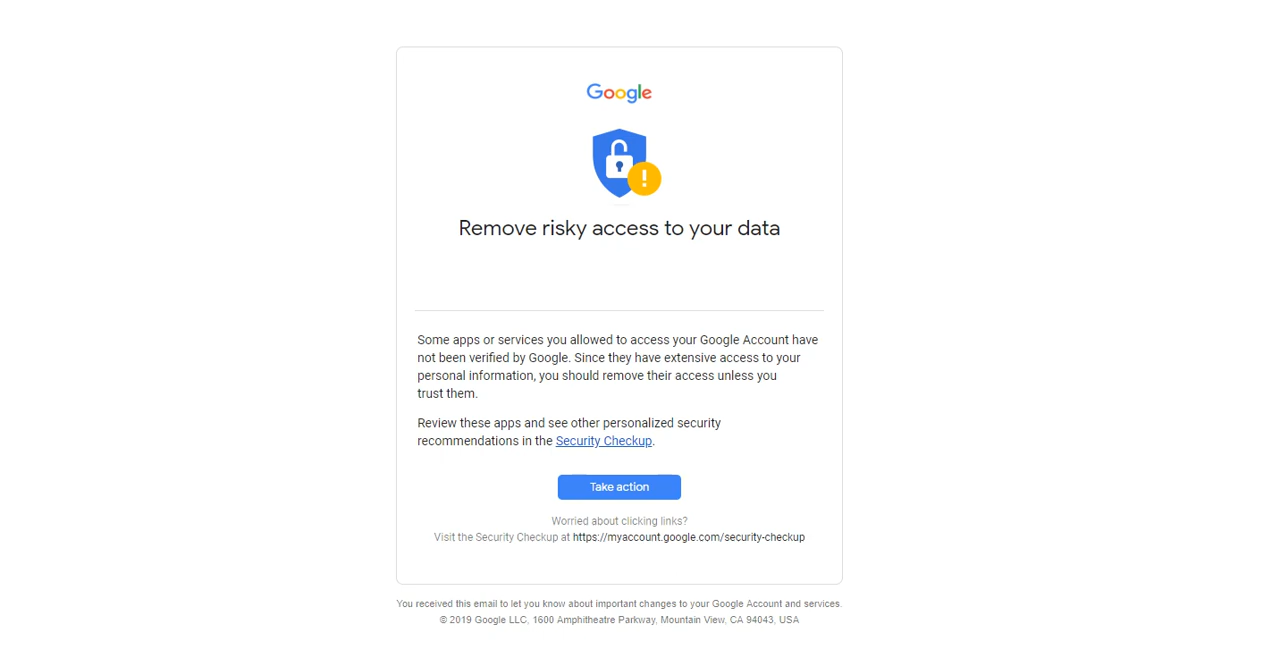 Google
Remove risky access to your data
Some apps or services you allowed to access your Google Account have
not been verified by Google. Since they have extensive access to your
personal information, you should remove their access unless you
trust them.
Review these apps and see other personalized security
recommendations in the Security Checkup.
Take action
Worried about clicking links?
Visit the Security Checkup at https://myaccount.google.com/security-checkup
You received this email to let you know about important changes to your Google Account and services.
© 2019 Google LLC, 1600 Amphitheatre Parkway, Mountain View, CA 94043, USA